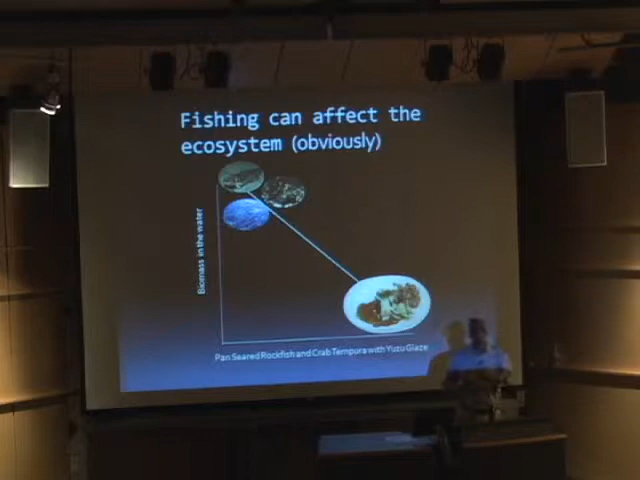 Fishing can affect the
ecosystem (obviously)
Biomass in the water
Pan Seared Rockfish and Crab Tempura with Yuzu Glaze